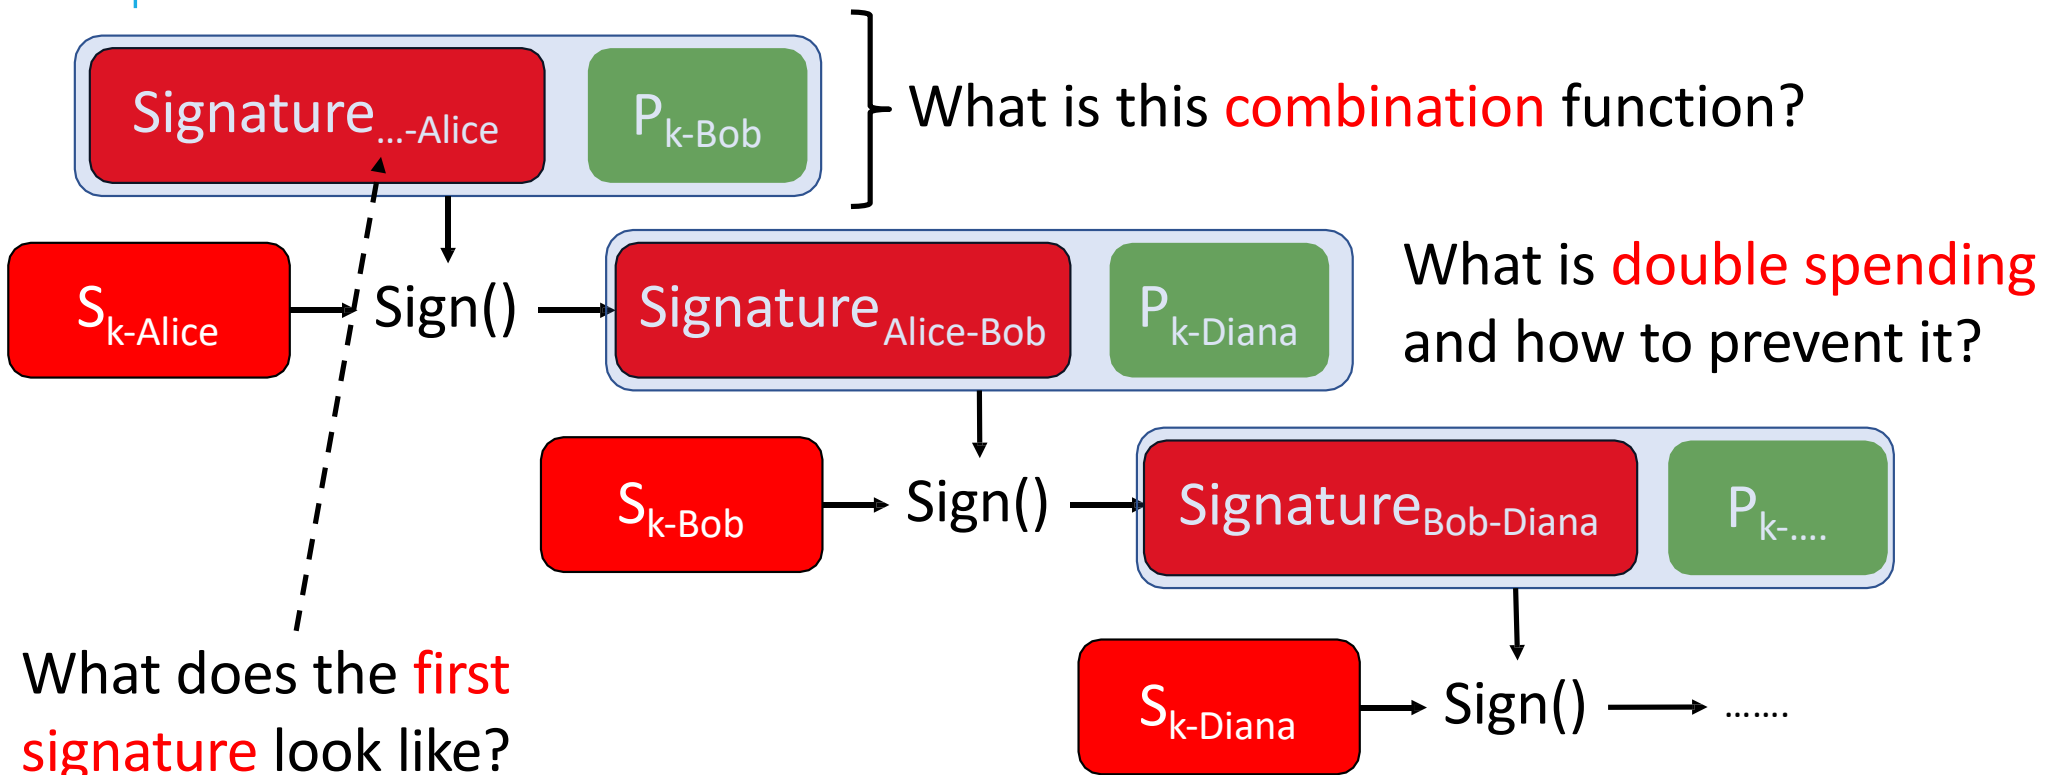 Signature…-Alice
Pk-Bob
What is this combination function?
Sk-Alice
Sign()
SignatureAlice-Bob
Pk-Diana
What is double spending
and how to prevent it?
Sk-Bob
Sign()
SignatureBob-Diana
Pk-….
What does the first
signature look like?
Sk-Diana
Sign()
…….